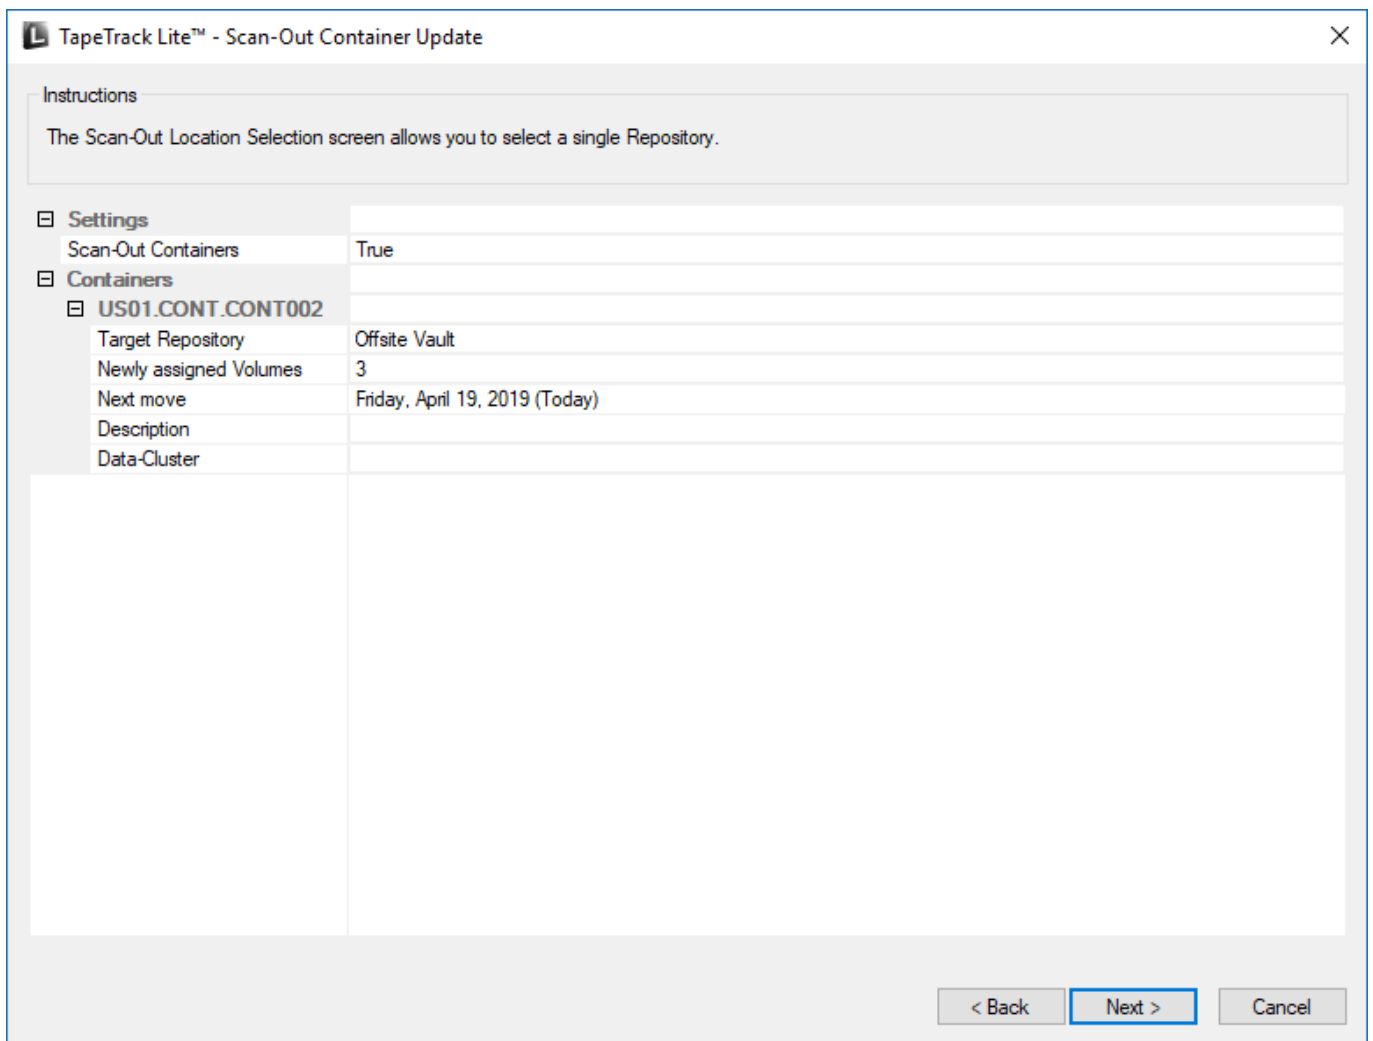 TapeTrack Lite™ - Scan-Out Container Update
Instructions
The Scan-Out Location Selection screen allows you to select a single Repository.
Settings
Scan-Out Containers True
Containers
US01.CONT.CONT002
Target Repository Offsite Vault
Newly assigned Volumes 3
Next move Friday, April 19, 2019 (Today)
Description
Data-Cluster
< Back Next > Cancel